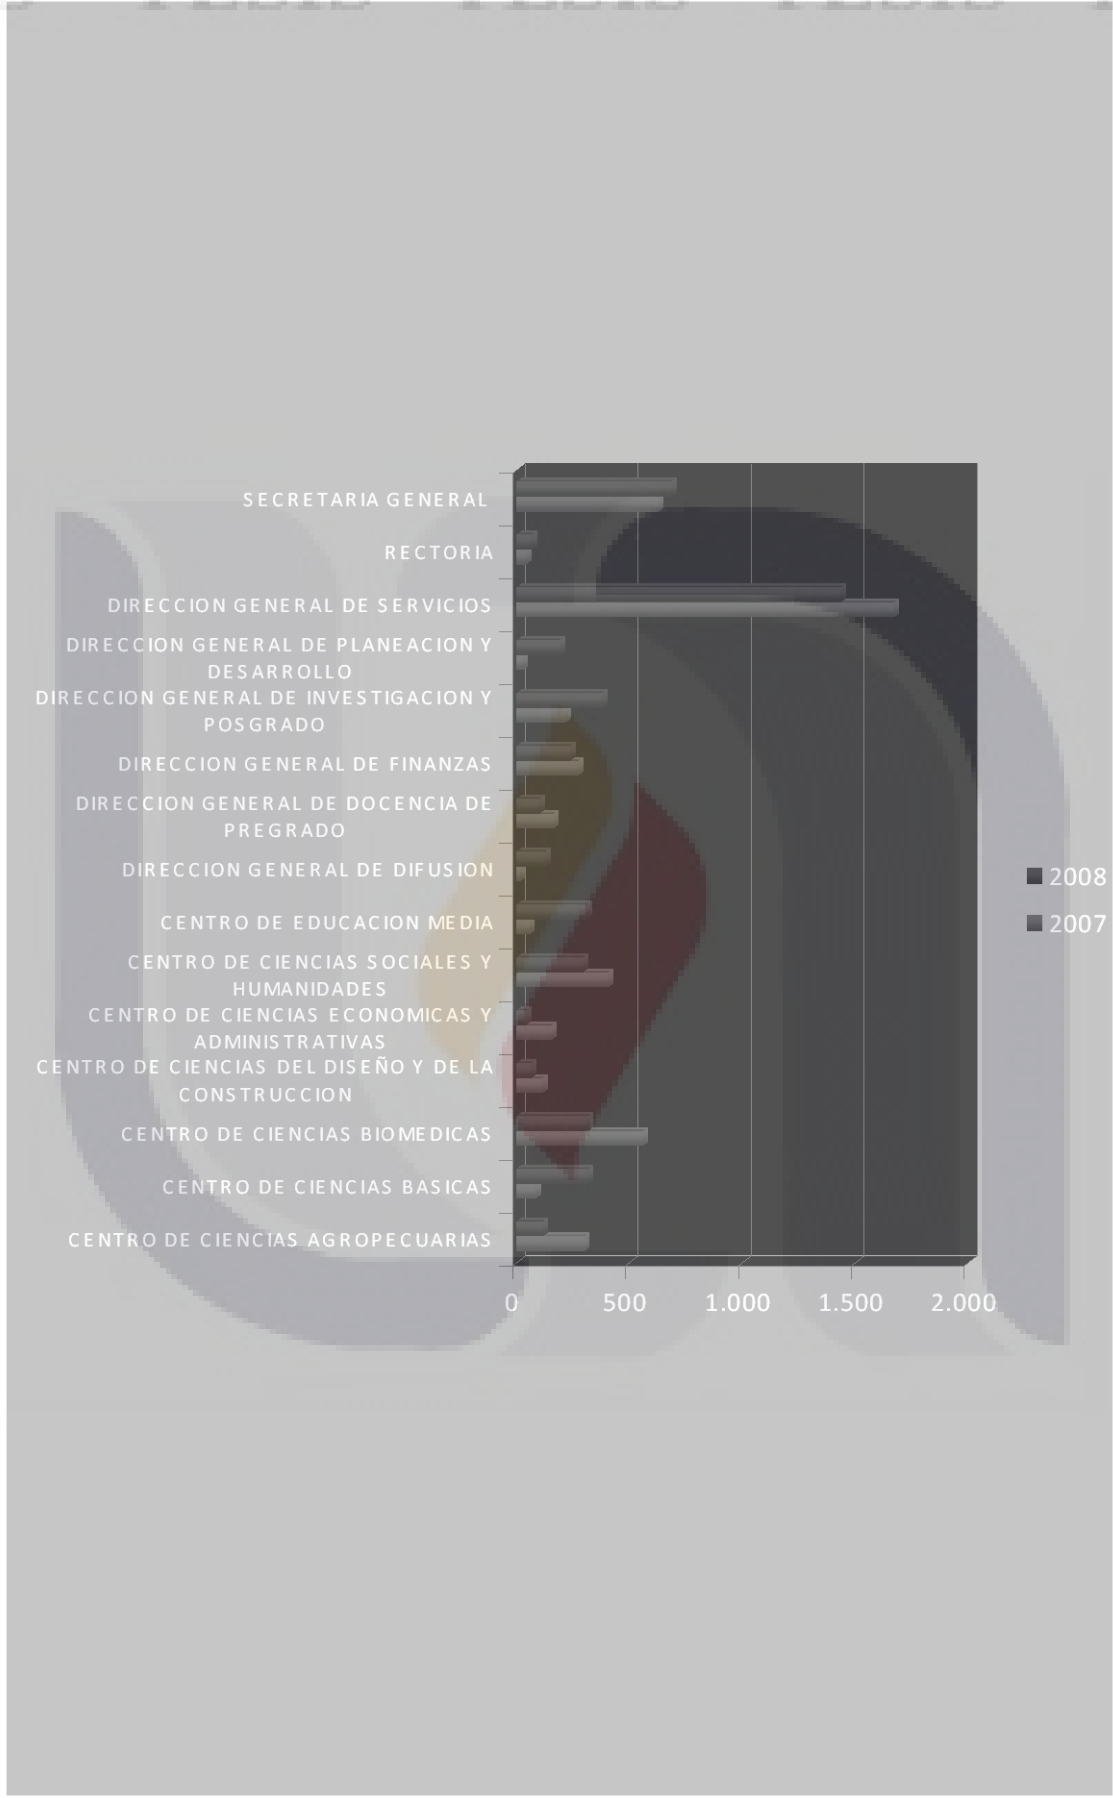 SECRETARIA GENERAL
RECTORIA
DIRECCION GENERAL DE SERVICIOS
DIRECCION GENERAL DE PLANEACION Y
DESARROLLO
DIRECCION GENERAL DE INVESTIGACION Y
POSGRADO
DIRECCION GENERAL DE FINANZAS
DIRECCION GENERAL DE DOCENCIA DE
PREGRADO
DIRECCION GENERAL DE DIFUSION
CENTRO DE EDUCACION MEDIA
CENTRO DE CIENCIAS SOCIALES Y
HUMANIDADES
CENTRO DE CIENCIAS ECONOMICAS Y
ADMINISTRATIVAS
CENTRO DE CIENCIAS DEL DISEÑO Y DE LA
CONSTRUCCION
CENTRO DE CIENCIAS BIOMEDICAS
CENTRO DE CIENCIAS BASICAS
CENTRO DE CIENCIAS AGROPECUARIAS
0 500 1.000 1.500 2.000
2008
2007